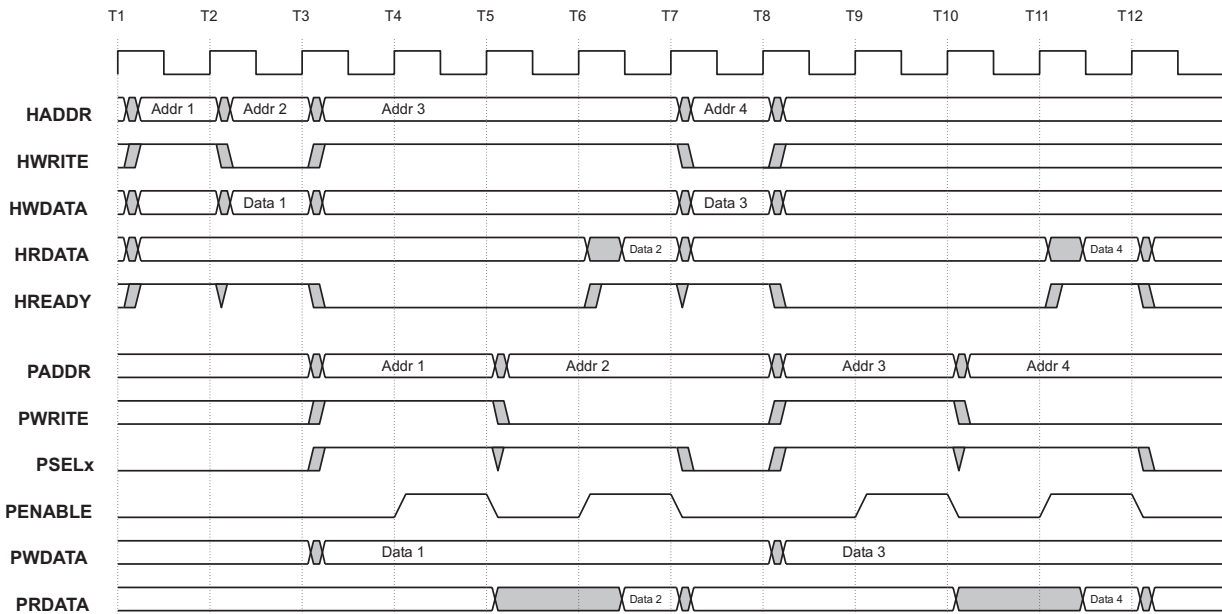 T1 T2 T3 T4 T5 T6 T7 T8 T9 T10 T11 T12
HADDR Addr 1 Addr 2 Addr 3 Addr 4
HWRITE
HWDATA Data 1 Data 3
HRDATA Data 2 Data 4
HREADY
PADDR Addr 1 Addr 2 Addr 3 Addr 4
PWRITE
PSELx
PENABLE
PWDATA Data 1 Data 3
PRDATA Data 2 Data 4